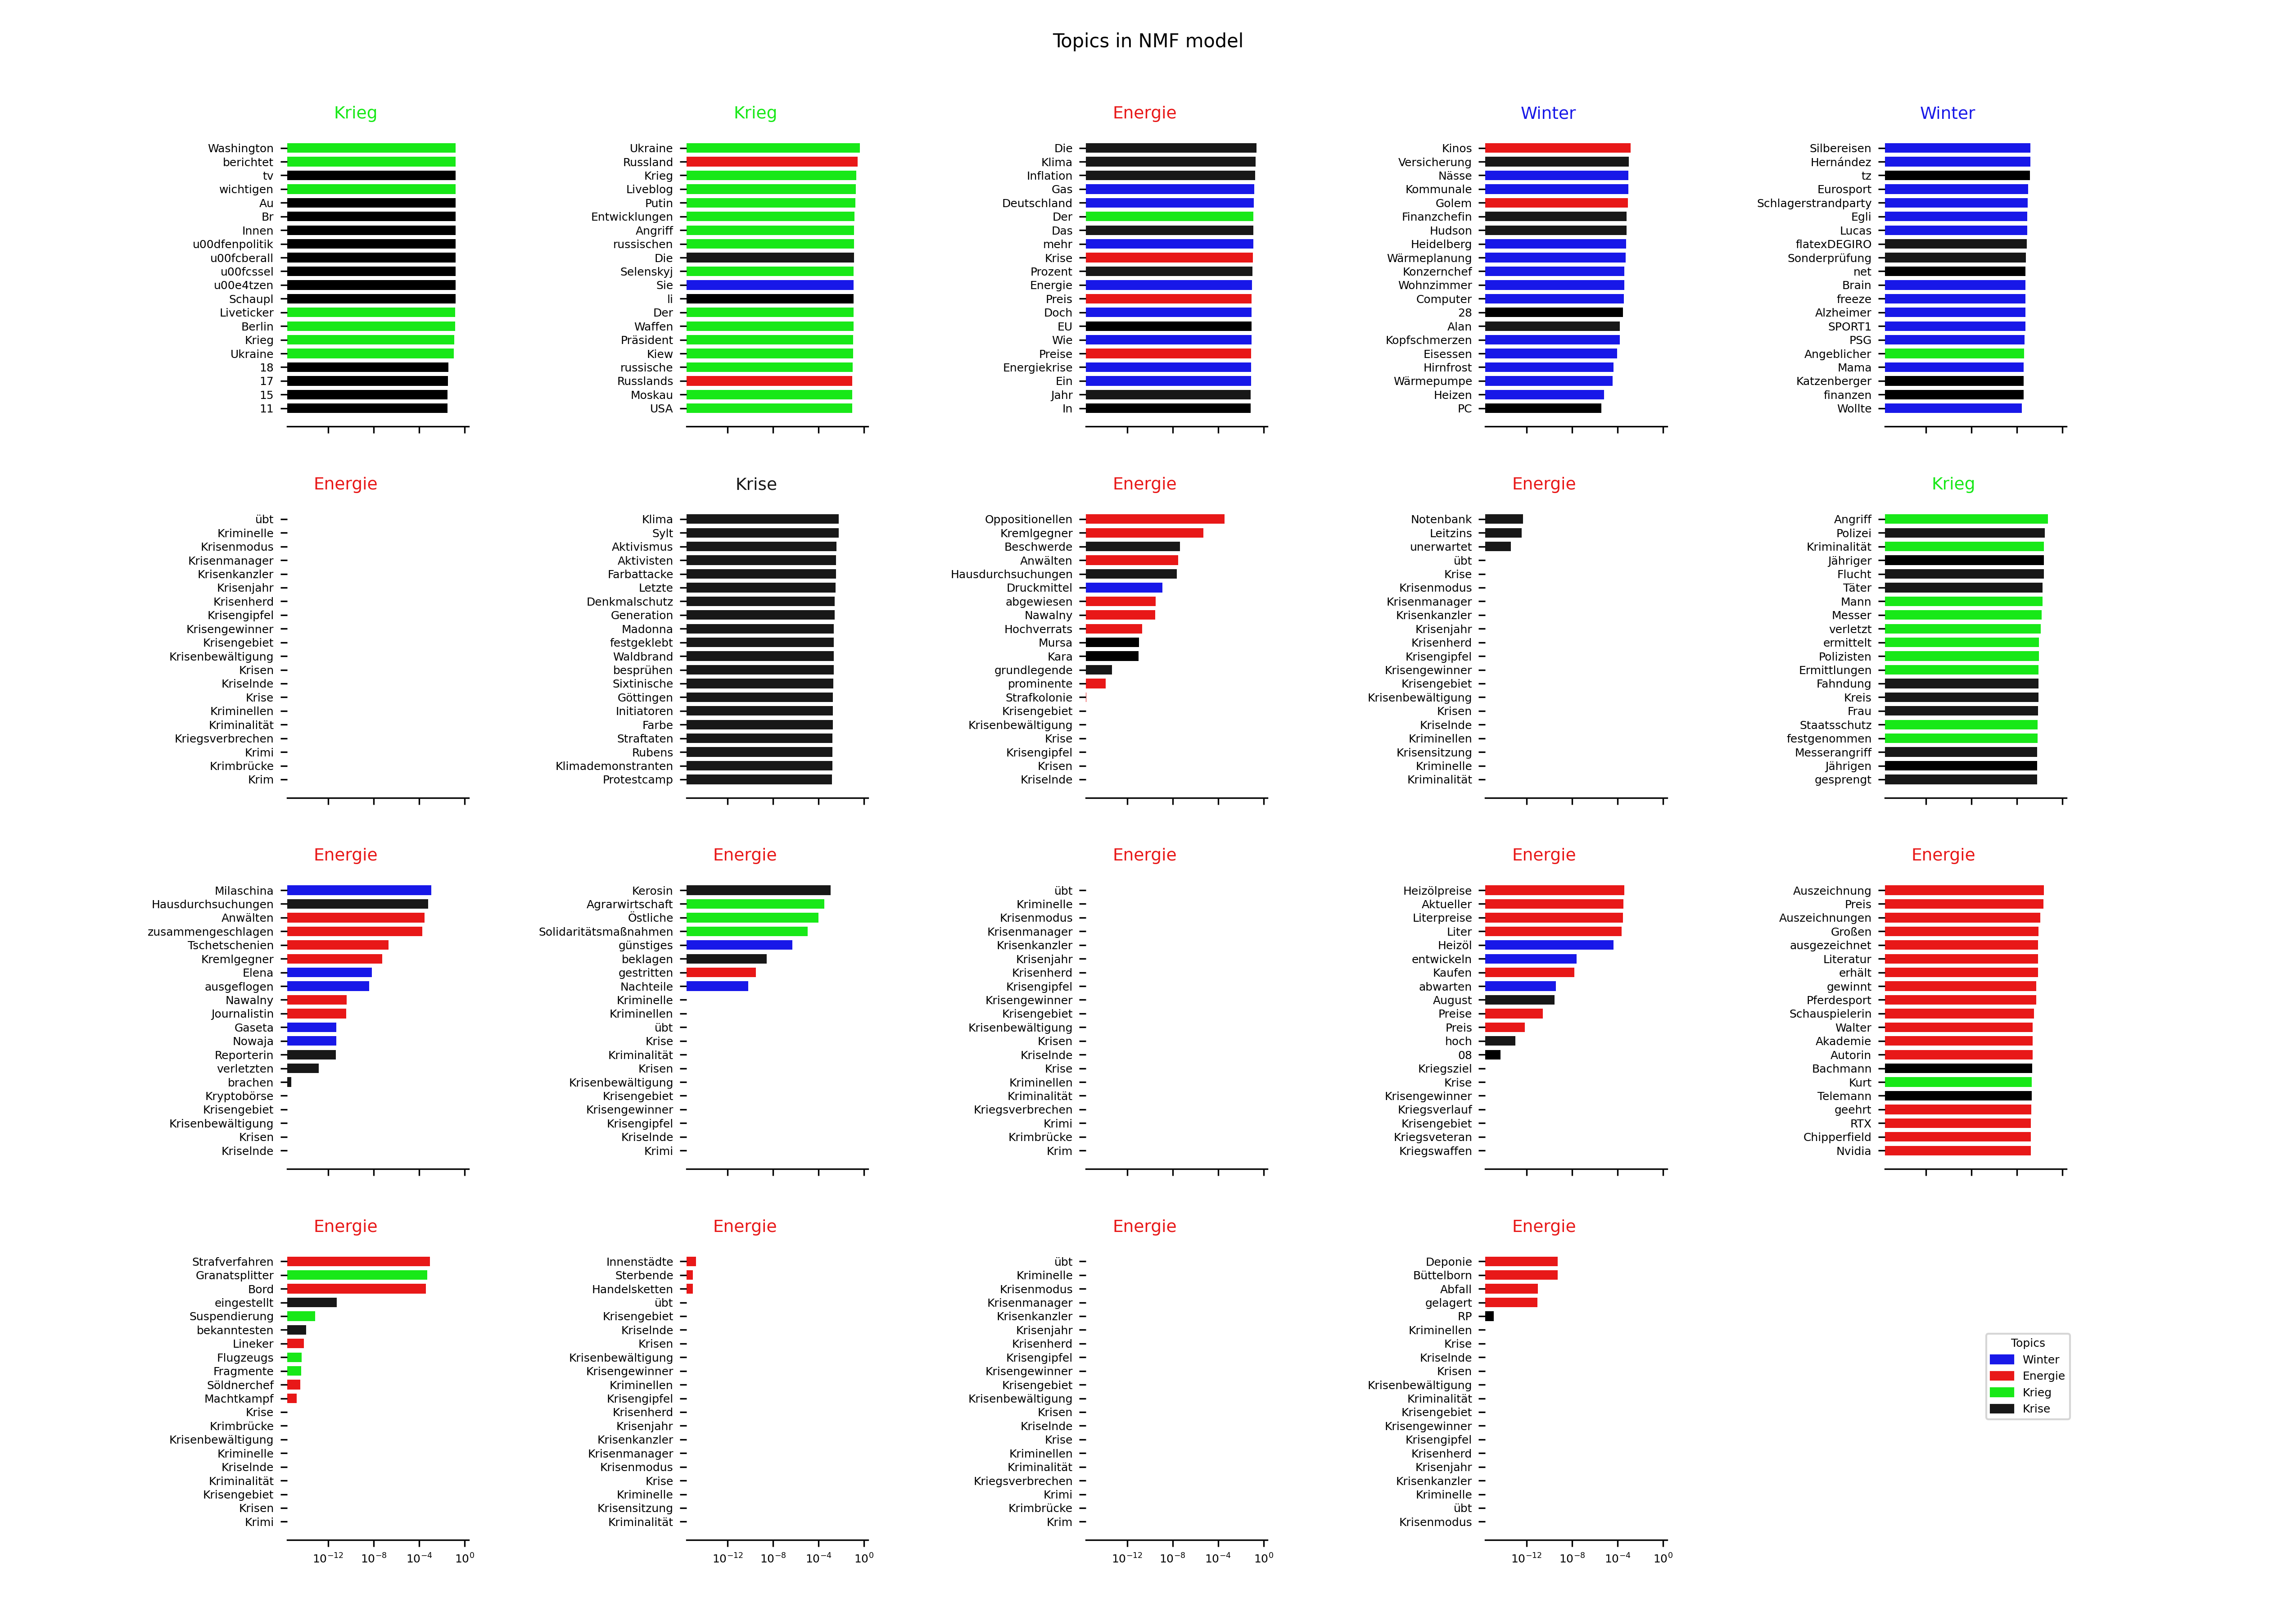 Topics in NMF model
Krieg
Washington
berichtet
tv
wichtigen
Au
Br
Innen
u00dfenpolitik
u00fcberall
u00fcssel
u00e4tzen
Schaupl
Liveticker
Berlin
Krieg
Ukraine
18
17
15
11
Krieg
Ukraine
Russland
Krieg
Liveblog
Putin
Entwicklungen
Angriff
russischen
Die
Selenskyj
Sie
li
Der
Waffen
Präsident
Kiew
russische
Russlands
Moskau
USA
Energie
Die
Klima
Inflation
Gas
Deutschland
Der
Das
mehr
Krise
Prozent
Energie
Preis
Doch
EU
Wie
Preise
Energiekrise
Ein
Jahr
In
Winter
Kinos
Versicherung
Nässe
Kommunale
Golem
Finanzchefin
Hudson
Heidelberg
Wärmeplanung
Konzernchef
Wohnzimmer
Computer
28
Alan
Kopfschmerzen
Eisessen
Hirnfrost
Wärmepumpe
Heizen
PC
Winter
Silbereisen
Hernández
tz
Eurosport
Schlagerstrandparty
Egli
Lucas
flatexDEGIRO
Sonderprüfung
net
Brain
freeze
Alzheimer
SPORT1
PSG
Angeblicher
Mama
Katzenberger
finanzen
Wollte
Energie
übt
Kriminelle
Krisenmodus
Krisenmanager
Krisenkanzler
Krisenjahr
Krisenherd
Krisengipfel
Krisengewinner
Krisengebiet
Krisenbewältigung
Krisen
Kriselnde
Krise
Kriminellen
Kriminalität
Kriegsverbrechen
Krimi
Krimbrücke
Krim
Krise
Klima
Sylt
Aktivismus
Aktivisten
Farbattacke
Letzte
Denkmalschutz
Generation
Madonna
festgeklebt
Waldbrand
besprühen
Sixtinische
Göttingen
Initiatoren
Farbe
Straftaten
Rubens
Klimademonstranten
Protestcamp
Energie
Oppositionellen
Kremlgegner
Beschwerde
Anwälten
Hausdurchsuchungen
Druckmittel
abgewiesen
Nawalny
Hochverrats
Mursa
Kara
grundlegende
prominente
Strafkolonie
Krisengebiet
Krisenbewältigung
Krise
Krisengipfel
Krisen
Kriselnde
Energie
Notenbank
Leitzins
unerwartet
übt
Krise
Krisenmodus
Krisenmanager
Krisenkanzler
Krisenjahr
Krisenherd
Krisengipfel
Krisengewinner
Krisengebiet
Krisenbewältigung
Krisen
Kriselnde
Kriminellen
Krisensitzung
Kriminelle
Kriminalität
Krieg
Angriff
Polizei
Kriminalität
Jähriger
Flucht
Täter
Mann
Messer
verletzt
ermittelt
Polizisten
Ermittlungen
Fahndung
Kreis
Frau
Staatsschutz
festgenommen
Messerangriff
Jährigen
gesprengt
Energie
Milaschina
Hausdurchsuchungen
Anwälten
zusammengeschlagen
Tschetschenien
Kremlgegner
Elena
ausgeflogen
Nawalny
Journalistin
Gaseta
Nowaja
Reporterin
verletzten
brachen
Kryptobörse
Krisengebiet
Krisenbewältigung
Krisen
Kriselnde
Energie
Kerosin
Agrarwirtschaft
Östliche
Solidaritätsmaßnahmen
günstiges
beklagen
gestritten
Nachteile
Kriminelle
Kriminellen
übt
Krise
Kriminalität
Krisen
Krisenbewältigung
Krisengebiet
Krisengewinner
Krisengipfel
Kriselnde
Krimi
Energie
übt
Kriminelle
Krisenmodus
Krisenmanager
Krisenkanzler
Krisenjahr
Krisenherd
Krisengipfel
Krisengewinner
Krisengebiet
Krisenbewältigung
Krisen
Kriselnde
Krise
Kriminellen
Kriminalität
Kriegsverbrechen
Krimi
Krimbrücke
Krim
Energie
Heizölpreise
Aktueller
Literpreise
Liter
Heizöl
entwickeln
Kaufen
abwarten
August
Preise
Preis
hoch
08
Kriegsziel
Krise
Krisengewinner
Kriegsverlauf
Krisengebiet
Kriegsveteran
Kriegswaffen
Energie
Auszeichnung
Preis
Auszeichnungen
Großen
ausgezeichnet
Literatur
erhält
gewinnt
Pferdesport
Schauspielerin
Walter
Akademie
Autorin
Bachmann
Kurt
Telemann
geehrt
RTX
Chipperfield
Nvidia
Energie
Strafverfahren
Granatsplitter
Bord
eingestellt
Suspendierung
bekanntesten
Lineker
Flugzeugs
Fragmente
Söldnerchef
Machtkampf
Krise
Krimbrücke
Krisenbewältigung
Kriminelle
Kriselnde
Kriminalität
Krisengebiet
Krisen
Krimi
10⁻¹² 10⁻⁸ 10⁻⁴ 10⁰
Energie
Innenstädte
Sterbende
Handelsketten
übt
Krisengebiet
Kriselnde
Krisen
Krisenbewältigung
Krisengewinner
Kriminellen
Krisengipfel
Krisenherd
Krisenjahr
Krisenkanzler
Krisenmanager
Krisenmodus
Krise
Kriminelle
Krisensitzung
Kriminalität
10⁻¹² 10⁻⁸ 10⁻⁴ 10⁰
Energie
übt
Kriminelle
Krisenmodus
Krisenmanager
Krisenkanzler
Krisenjahr
Krisenherd
Krisengipfel
Krisengewinner
Krisengebiet
Krisenbewältigung
Krisen
Kriselnde
Krise
Kriminellen
Kriminalität
Kriegsverbrechen
Krimi
Krimbrücke
Krim
10⁻¹² 10⁻⁸ 10⁻⁴ 10⁰
Energie
Deponie
Büttelborn
Abfall
gelagert
RP
Kriminellen
Krise
Kriselnde
Krisen
Krisenbewältigung
Kriminalität
Krisengebiet
Krisengewinner
Krisengipfel
Krisenherd
Krisenjahr
Krisenkanzler
Kriminelle
übt
Krisenmodus
10⁻¹² 10⁻⁸ 10⁻⁴ 10⁰
Topics
Winter
Energie
Krieg
Krise